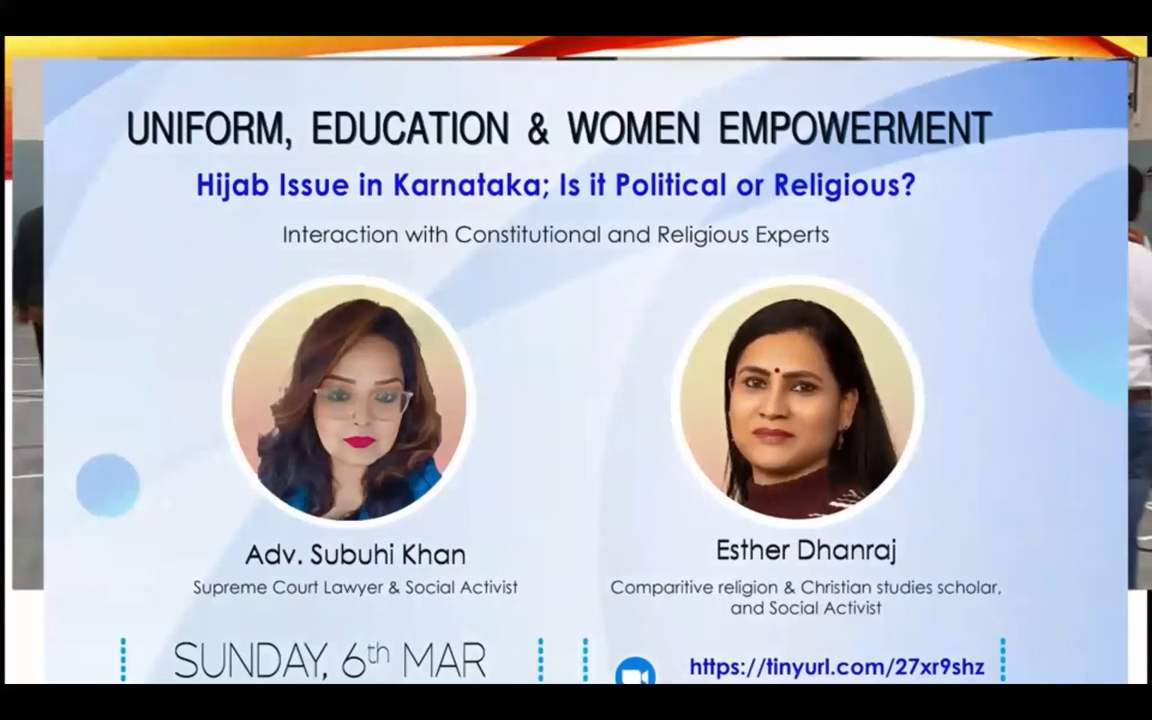 UNIFORM, EDUCATION & WOMEN EMPOWERMENT
Hijab Issue in Karnataka; Is it Political or Religious?
Interaction with Constitutional and Religious Experts
Adv. Subuhi Khan
Supreme Court Lawyer & Social Activist
Esther Dhanraj
Comparitive religion & Christian studies scholar,
and Social Activist
SUNDAY, 6th MAR
https://tinyurl.com/27xr9shz